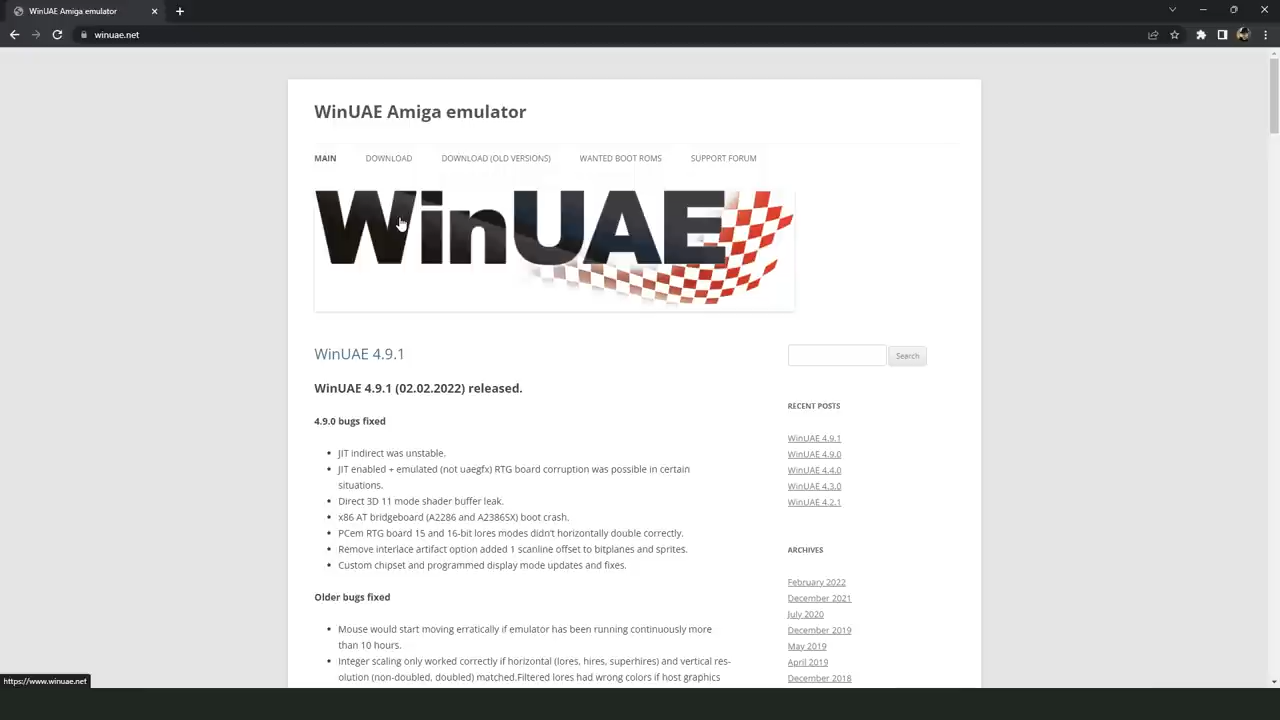 WinUAE Amiga emulator
winuae.net
WinUAE Amiga emulator
MAIN DOWNLOAD DOWNLOAD (OLD VERSIONS) WANTED BOOT ROMS SUPPORT FORUM
WinUAE
WinUAE 4.9.1
WinUAE 4.9.1 (02.02.2022) released.
4.9.0 bugs fixed
JIT indirect was unstable.
JIT enabled + emulated (not uaegfx) RTG board corruption was possible in certain
situations.
Direct 3D 11 mode shader buffer leak.
x86 AT bridgeboard (A2286 and A2386SX) boot crash.
PCem RTG board 15 and 16-bit lores modes didn't horizontally double correctly.
Remove interlace artifact option added 1 scanline offset to bitplanes and sprites.
Custom chipset and programmed display mode updates and fixes.
Older bugs fixed
Mouse would start moving erratically if emulator has been running continuously more
than 10 hours.
Integer scaling only worked correctly if horizontal (lores, hires, superhires) and vertical res-
olution (non-doubled, doubled) matched.Filtered lores had wrong colors if host graphics
Search
RECENT POSTS
WinUAE 4.9.1
WinUAE 4.9.0
WinUAE 4.4.0
WinUAE 4.3.0
WinUAE 4.2.1
ARCHIVES
February 2022
December 2021
July 2020
December 2019
May 2019
April 2019
December 2018
https://www.winuae.net